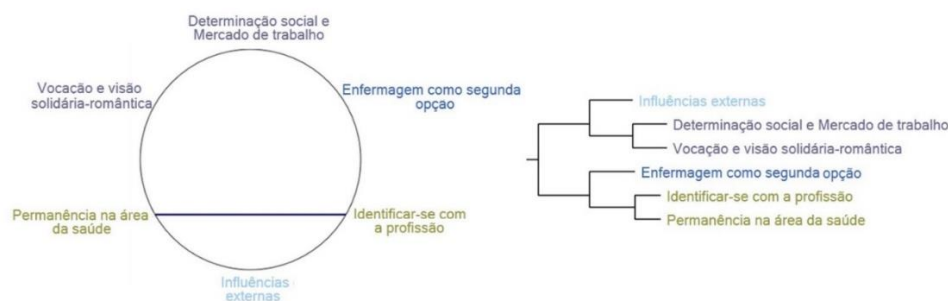 Determinação social e
Mercado de trabalho
Vocação e visão
solidária-romântica
Enfermagem como segunda
opçao
Permanência na área
da saúde
Identificar-se com
a profissão
Influências
externas
Influências externas
Determinação social e Mercado de trabalho
Vocação e visão solidária-romântica
Enfermagem como segunda opção
Identificar-se com a profissão
Permanência na área da saúde